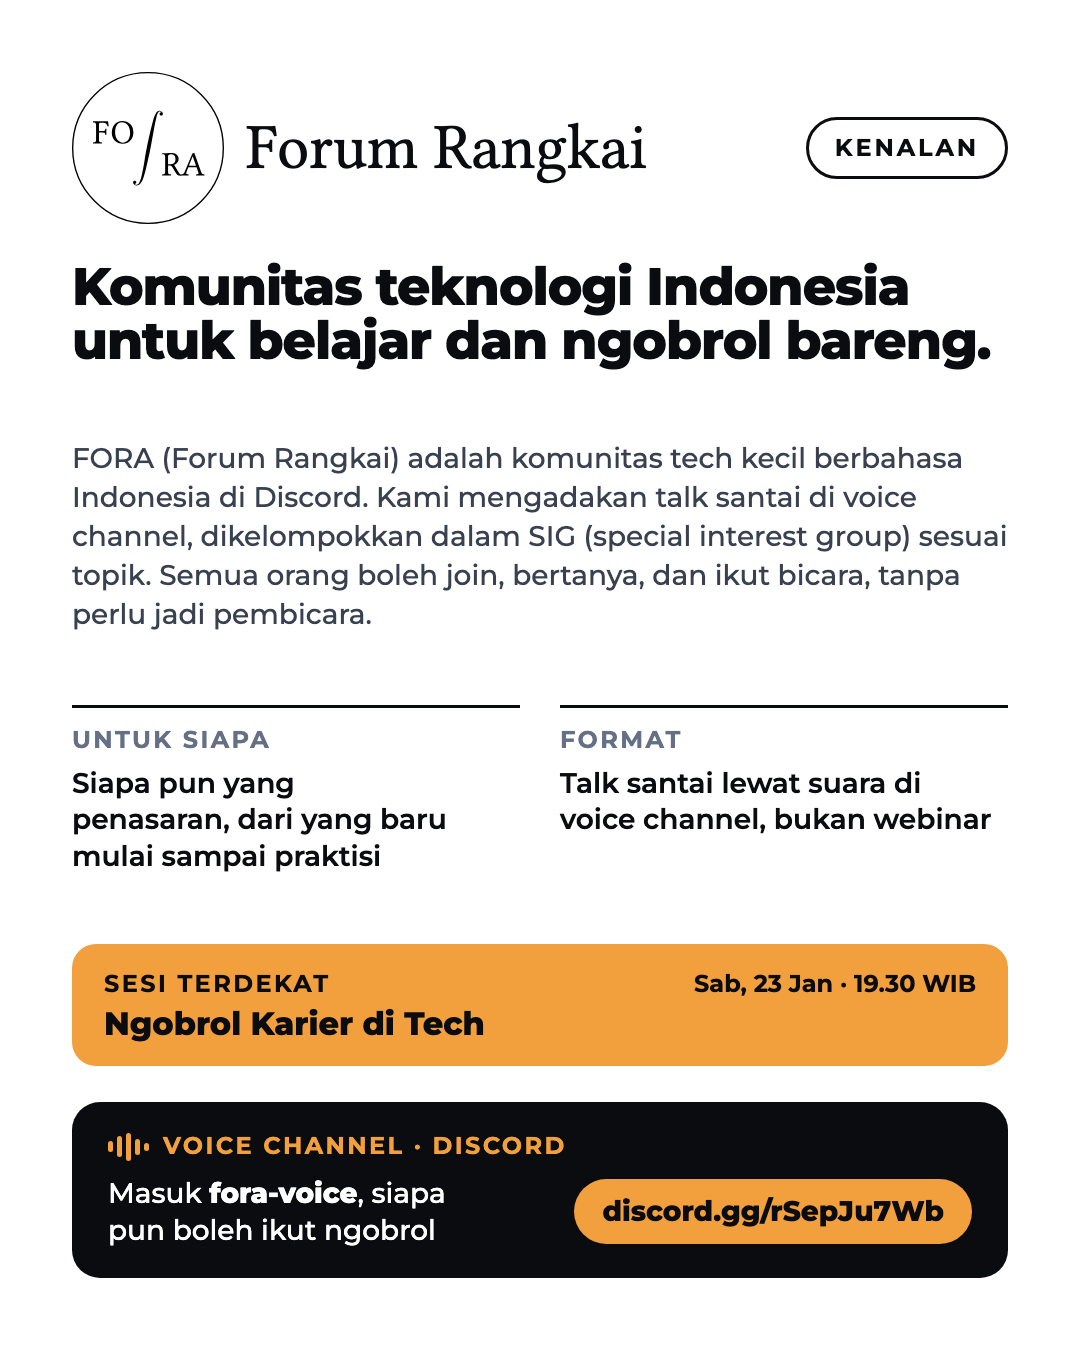 FO
RA
Forum Rangkai
KENALAN
Komunitas teknologi Indonesia
untuk belajar dan ngobrol bareng.
FORA (Forum Rangkai) adalah komunitas tech kecil berbahasa
Indonesia di Discord. Kami mengadakan talk santai di voice
channel, dikelompokkan dalam SIG (special interest group) sesuai
topik. Semua orang boleh join, bertanya, dan ikut bicara, tanpa
perlu jadi pembicara.
UNTUK SIAPA
Siapa pun yang
penasaran, dari yang baru
mulai sampai praktisi
FORMAT
Talk santai lewat suara di
voice channel, bukan webinar
SESI TERDEKAT
Sab, 23 Jan · 19.30 WIB
Ngobrol Karier di Tech
VOICE CHANNEL · DISCORD
Masuk fora-voice, siapa
pun boleh ikut ngobrol
discord.gg/rSepJu7Wb